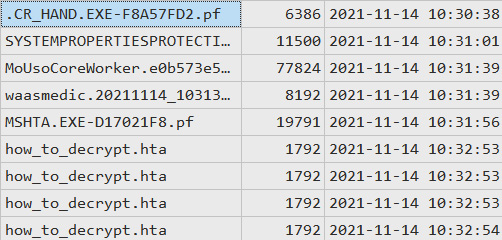 .CR_HAND.EXE-F8A57FD2.pf 6386 2021-11-14 10:30:38
SYSTEMPROPERTIESPROTECTI... 11500 2021-11-14 10:31:01
MoUsoCoreWorker.e0b573e5... 77824 2021-11-14 10:31:39
waasmedic.20211114_10313... 8192 2021-11-14 10:31:39
MSHTA.EXE-D17021F8.pf 19791 2021-11-14 10:31:56
how_to_decrypt.hta 1792 2021-11-14 10:32:53
how_to_decrypt.hta 1792 2021-11-14 10:32:53
how_to_decrypt.hta 1792 2021-11-14 10:32:53
how_to_decrypt.hta 1792 2021-11-14 10:32:54